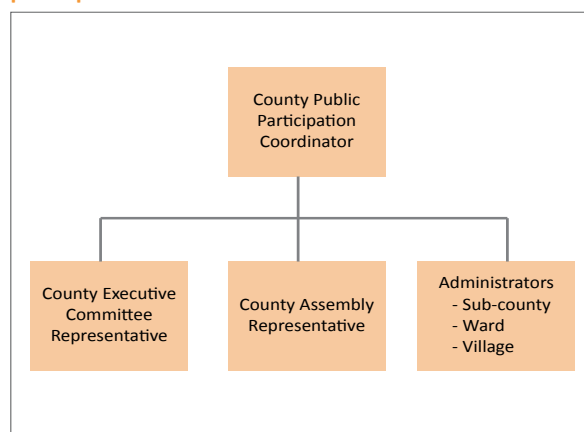 County Public
Participation
Coordinator
County Executive
Committee
Representative
County Assembly
Representative
Administrators
- Sub-county
- Ward
- Village